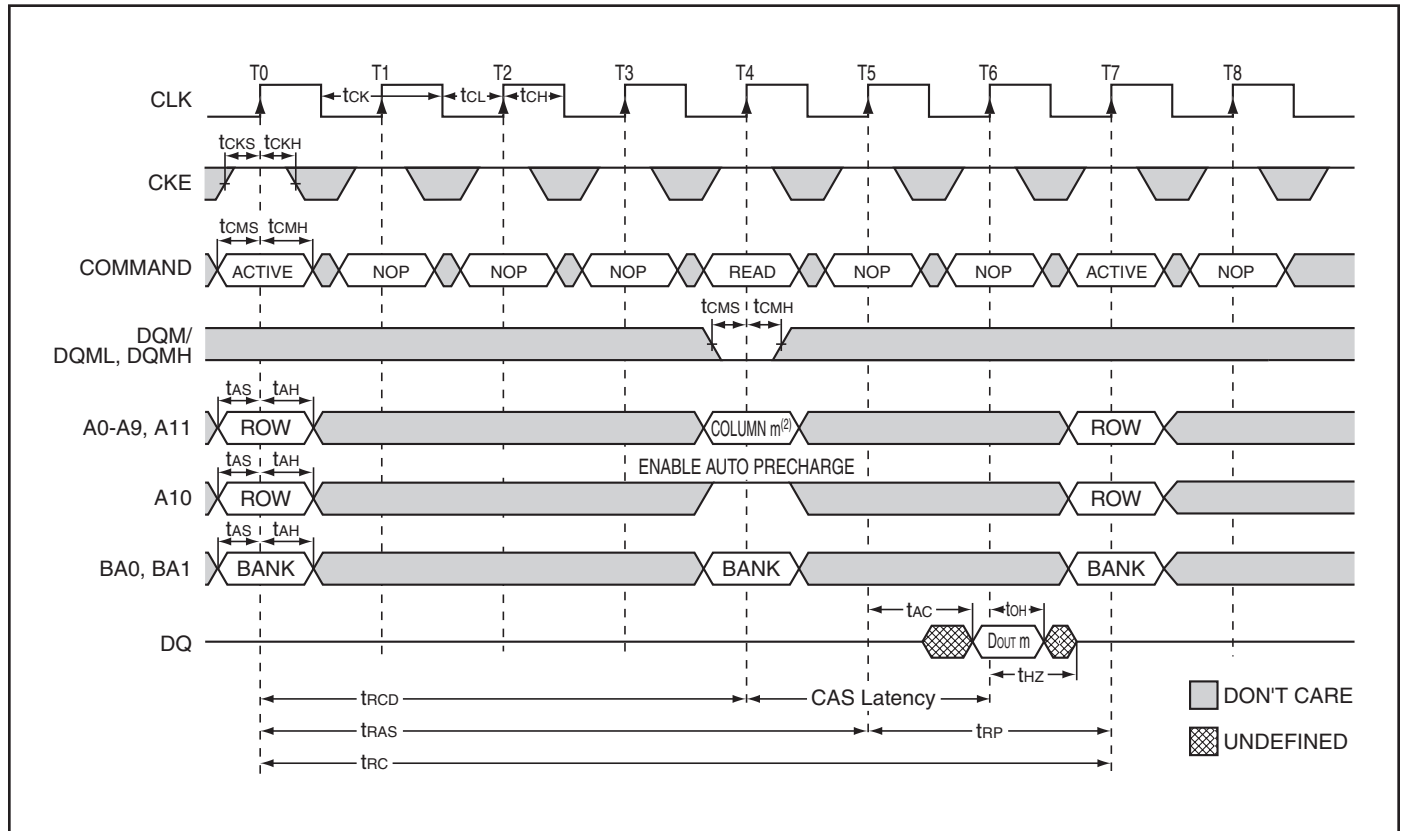 T0 T1 T2 T3 T4 T5 T6 T7 T8
CLK tCK tCL tCH
tCKS tCKH
CKE
tCMS tCMH
COMMAND ACTIVE NOP NOP NOP READ NOP NOP ACTIVE NOP
tCMS tCMH
DQM/
DQML, DQMH
tAS tAH
A0-A9, A11 ROW COLUMN m(2) ROW
tAS tAH ENABLE AUTO PRECHARGE
A10 ROW ROW
tAS tAH
BA0, BA1 BANK BANK BANK
tAC tOH
DQ DOUT m
tHZ
tRCD CAS Latency DON'T CARE
tRAS tRP UNDEFINED
tRC